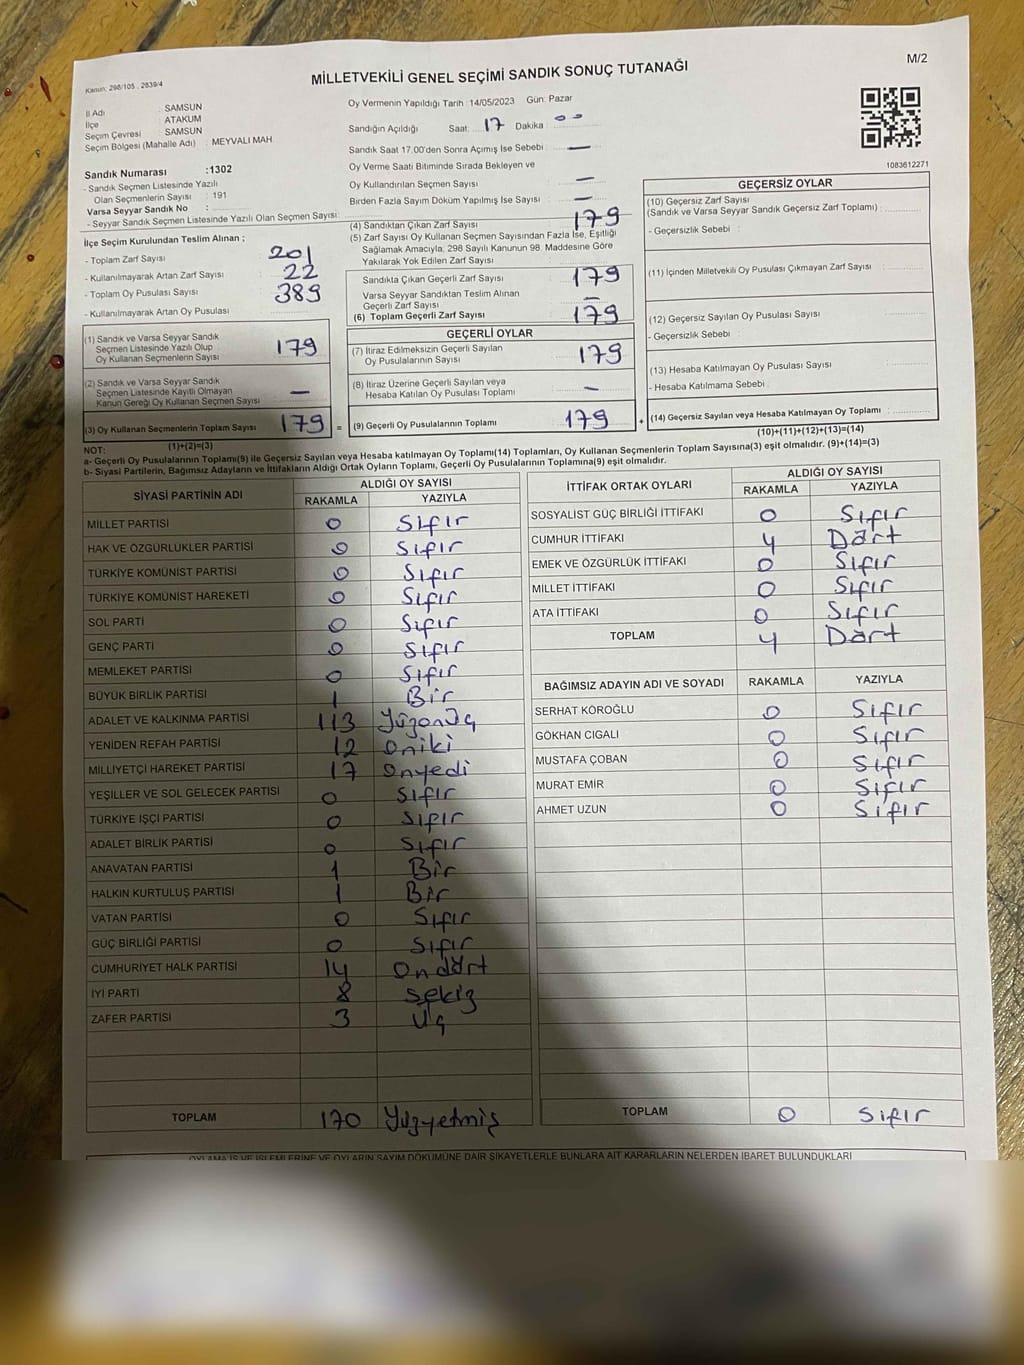 Kanun: 298/105 , 2839/4
MİLLETVEKİLİ GENEL SEÇİMİ SANDIK SONUÇ TUTANAĞI
M/2
İl Adı : SAMSUN
İlçe : ATAKUM
Seçim Çevresi : SAMSUN
Seçim Bölgesi (Mahalle Adı) : MEYVALI MAH
Sandık Numarası :1302
- Sandık Seçmen Listesinde Yazılı
Olan Seçmenlerin Sayısı : 191
Varsa Seyyar Sandık No :
- Seyyar Sandık Seçmen Listesinde Yazılı Olan Seçmen Sayısı:
İlçe Seçim Kurulundan Teslim Alınan ;
- Toplam Zarf Sayısı : 201
- Kullanılmayarak Artan Zarf Sayısı : 22
- Toplam Oy Pusulası Sayısı : 389
- Kullanılmayarak Artan Oy Pusulası
(1) Sandık ve Varsa Seyyar Sandık
Seçmen Listesinde Yazılı Olup
Oy Kullanan Seçmenlerin Sayısı : 179
(2) Sandık ve Varsa Seyyar Sandık
Seçmen Listesinde Kayıtlı Olmayan
Kanun Gereği Oy Kullanan Seçmen Sayısı : —
(3) Oy Kullanan Seçmenlerin Toplam Sayısı : 179 =
(1)+(2)=(3)
Oy Vermenin Yapıldığı Tarih :14/05/2023 Gün: Pazar
Sandığın Açıldığı Saat: 17 Dakika : 00
Sandık Saat 17.00'den Sonra Açımış İse Sebebi : —
Oy Verme Saati Bitiminde Sırada Bekleyen ve
Oy Kullandırılan Seçmen Sayısı : —
Birden Fazla Sayım Döküm Yapılmış İse Sayısı : —
(4) Sandıktan Çıkan Zarf Sayısı : 179
(5) Zarf Sayısı Oy Kullanan Seçmen Sayısından Fazla İse, Eşitliği
Sağlamak Amacıyla, 298 Sayılı Kanunun 98. Maddesine Göre
Yakılarak Yok Edilen Zarf Sayısı :
Sandıkta Çıkan Geçerli Zarf Sayısı : 179
Varsa Seyyar Sandıktan Teslim Alınan
Geçerli Zarf Sayısı : —
(6) Toplam Geçerli Zarf Sayısı : 179
GEÇERLİ OYLAR
(7) İtiraz Edilmeksizin Geçerli Sayılan
Oy Pusulalarının Sayısı : 179
(8) İtiraz Üzerine Geçerli Sayılan veya
Hesaba Katılan Oy Pusulası Toplamı : —
(9) Geçerli Oy Pusulalarının Toplamı : 179 +
1083612271
GEÇERSİZ OYLAR
(10) Geçersiz Zarf Sayısı
(Sandık ve Varsa Seyyar Sandık Geçersiz Zarf Toplamı) :
- Geçersizlik Sebebi :
(11) İçinden Milletvekili Oy Pusulası Çıkmayan Zarf Sayısı :
(12) Geçersiz Sayılan Oy Pusulası Sayısı :
- Geçersizlik Sebebi :
(13) Hesaba Katılmayan Oy Pusulası Sayısı :
- Hesaba Katılmama Sebebi :
(14) Geçersiz Sayılan veya Hesaba Katılmayan Oy Toplamı :
(10)+(11)+(12)+(13)=(14)
NOT:
a- Geçerli Oy Pusulalarının Toplamı(9) ile Geçersiz Sayılan veya Hesaba katılmayan Oy Toplamı(14) Toplamları, Oy Kullanan Seçmenlerin Toplam Sayısına(3) eşit olmalıdır. (9)+(14)=(3)
b- Siyasi Partilerin, Bağımsız Adayların ve İttifakların Aldığı Ortak Oyların Toplamı, Geçerli Oy Pusulalarının Toplamına(9) eşit olmalıdır.
SİYASİ PARTİNİN ADI ALDIĞI OY SAYISI
RAKAMLA YAZIYLA
MİLLET PARTİSİ 0 Sıfır
HAK VE ÖZGÜRLÜKLER PARTİSİ 0 Sıfır
TÜRKİYE KOMÜNİST PARTİSİ 0 Sıfır
TÜRKİYE KOMÜNİST HAREKETİ 0 Sıfır
SOL PARTİ 0 Sıfır
GENÇ PARTİ 0 Sıfır
MEMLEKET PARTİSİ 0 Sıfır
BÜYÜK BİRLİK PARTİSİ 1 Bir
ADALET VE KALKINMA PARTİSİ 113 Yüzonüç
YENİDEN REFAH PARTİSİ 12 Oniki
MİLLİYETÇİ HAREKET PARTİSİ 17 Onyedi
YEŞİLLER VE SOL GELECEK PARTİSİ 0 Sıfır
TÜRKİYE İŞÇİ PARTİSİ 0 Sıfır
ADALET BİRLİK PARTİSİ 0 Sıfır
ANAVATAN PARTİSİ 1 Bir
HALKIN KURTULUŞ PARTİSİ 1 Bir
VATAN PARTİSİ 0 Sıfır
GÜÇ BİRLİĞİ PARTİSİ 0 Sıfır
CUMHURİYET HALK PARTİSİ 14 Ondört
İYİ PARTİ 8 Sekiz
ZAFER PARTİSİ 3 Üç
TOPLAM 170 Yüzyetmiş
İTTİFAK ORTAK OYLARI ALDIĞI OY SAYISI
RAKAMLA YAZIYLA
SOSYALİST GÜÇ BİRLİĞİ İTTİFAKI 0 Sıfır
CUMHUR İTTİFAKI 4 Dört
EMEK VE ÖZGÜRLÜK İTTİFAKI 0 Sıfır
MİLLET İTTİFAKI 0 Sıfır
ATA İTTİFAKI 0 Sıfır
TOPLAM 4 Dört
BAĞIMSIZ ADAYIN ADI VE SOYADI RAKAMLA YAZIYLA
SERHAT KÖROĞLU 0 Sıfır
GÖKHAN CIGALI 0 Sıfır
MUSTAFA ÇOBAN 0 Sıfır
MURAT EMİR 0 Sıfır
AHMET UZUN 0 Sıfır
TOPLAM 0 Sıfır
OYLAMA İŞ VE İŞLEMLERİNE VE OYLARIN SAYIM DÖKÜMÜNE DAİR ŞİKAYETLERLE BUNLARA AİT KARARLARIN NELERDEN İBARET BULUNDUKLARI